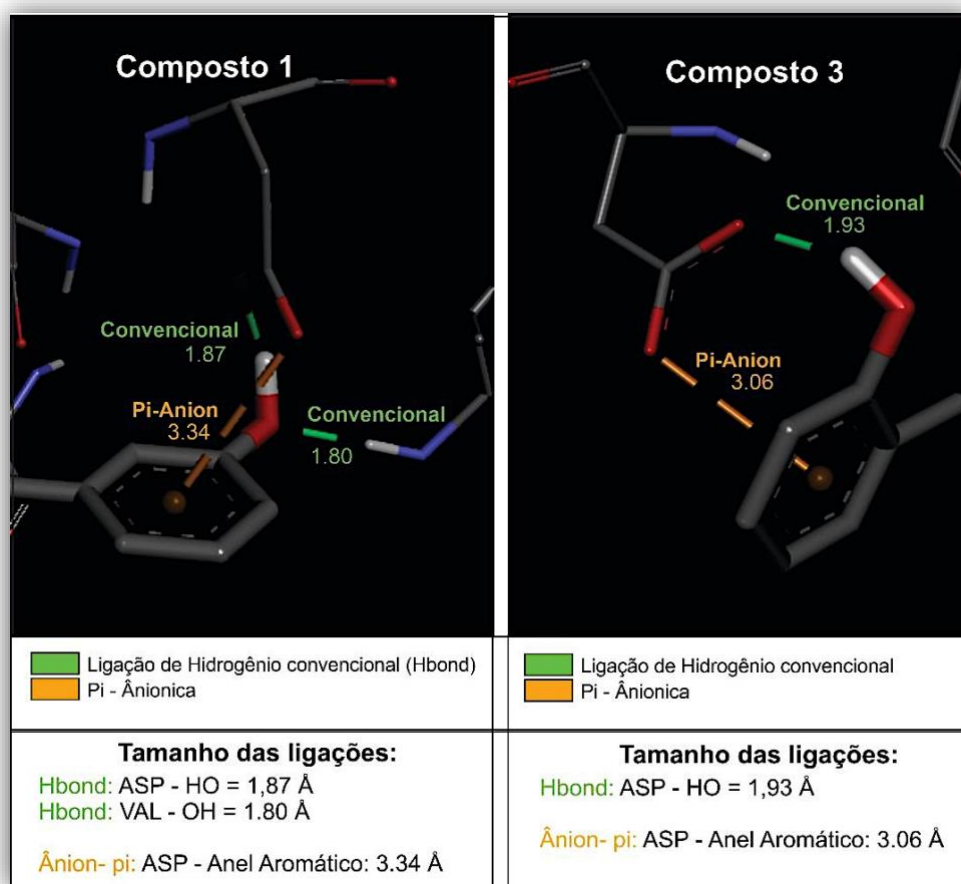 Composto 1
Convencional
1.87
Pi-Anion
3.34
Convencional
1.80
Ligação de Hidrogênio convencional (Hbond)
Pi - Ânionica
Tamanho das ligações:
Hbond: ASP - HO = 1,87 Å
Hbond: VAL - OH = 1.80 Å
Ânion- pi: ASP - Anel Aromático: 3.34 Å
Composto 3
Convencional
1.93
Pi-Anion
3.06
Ligação de Hidrogênio convencional
Pi - Ânionica
Tamanho das ligações:
Hbond: ASP - HO = 1,93 Å
Ânion- pi: ASP - Anel Aromático: 3.06 Å